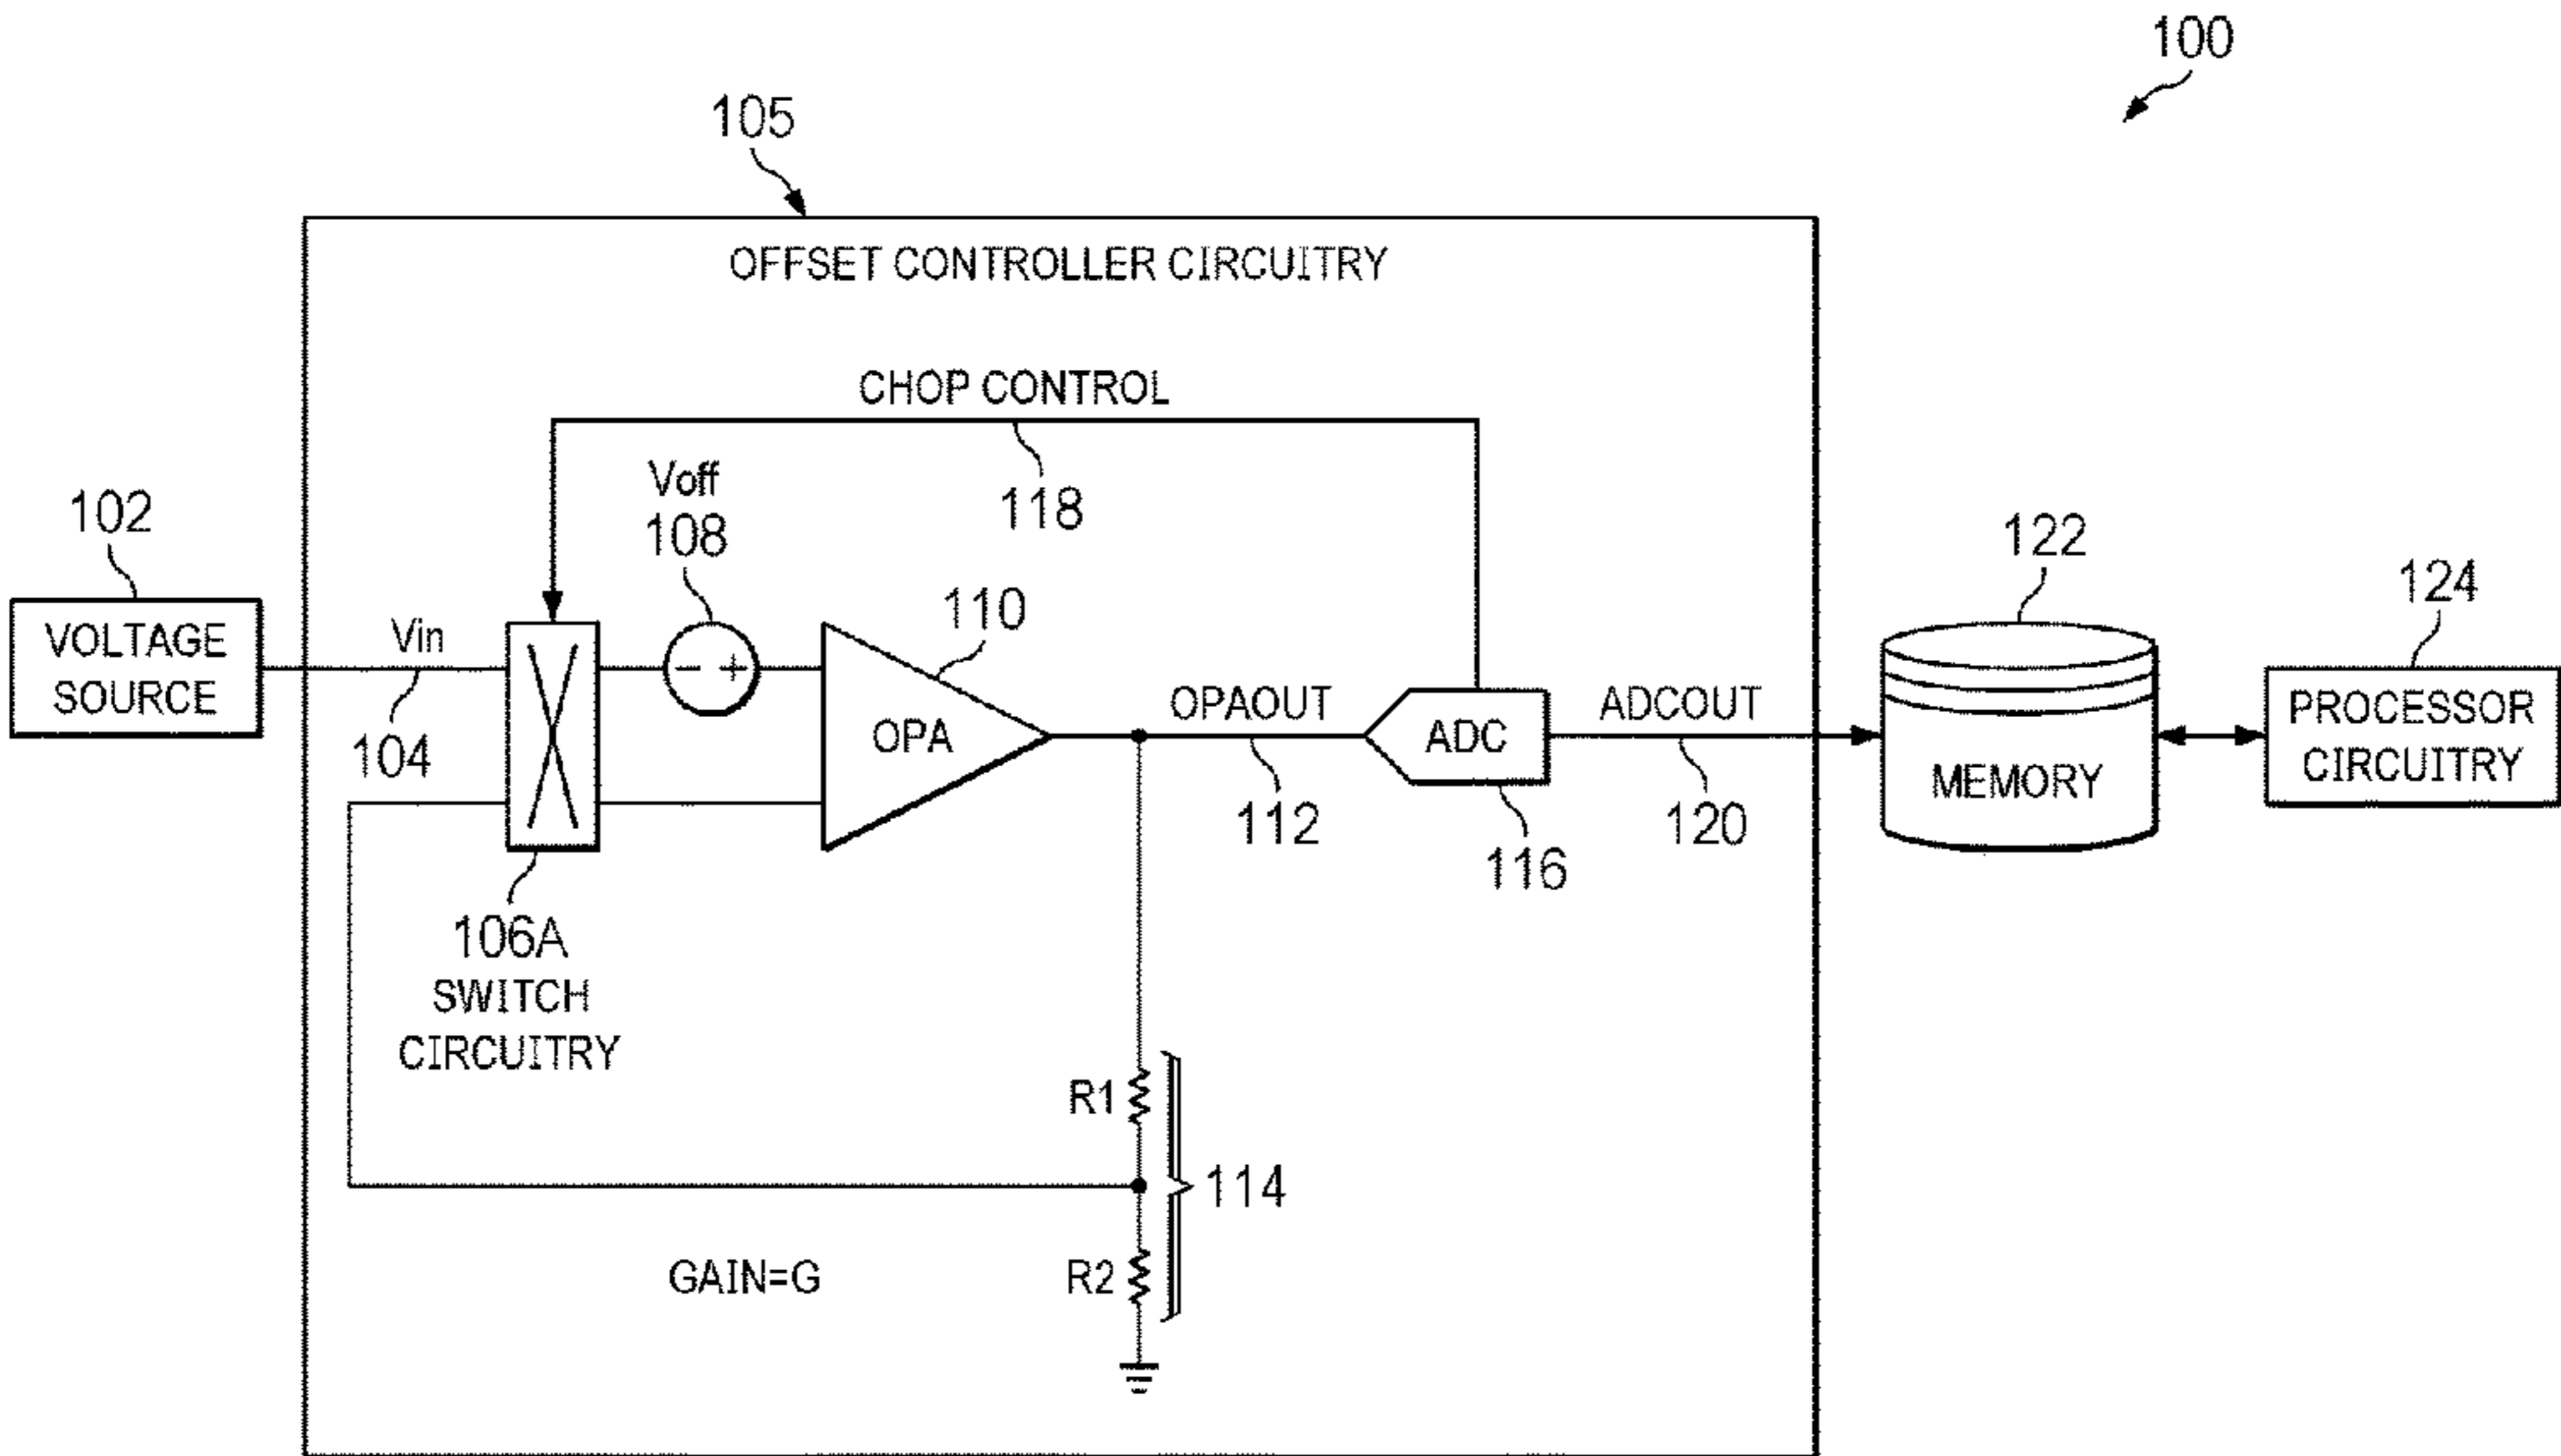 100
105
OFFSET CONTROLLER CIRCUITRY
CHOP CONTROL
118
Voff
108
102
VOLTAGE
SOURCE
Vin
104
110
OPA
OPAOUT
112
ADC
116
ADCOUT
120
122
MEMORY
124
PROCESSOR
CIRCUITRY
106A
SWITCH
CIRCUITRY
R1
114
R2
GAIN=G
− +